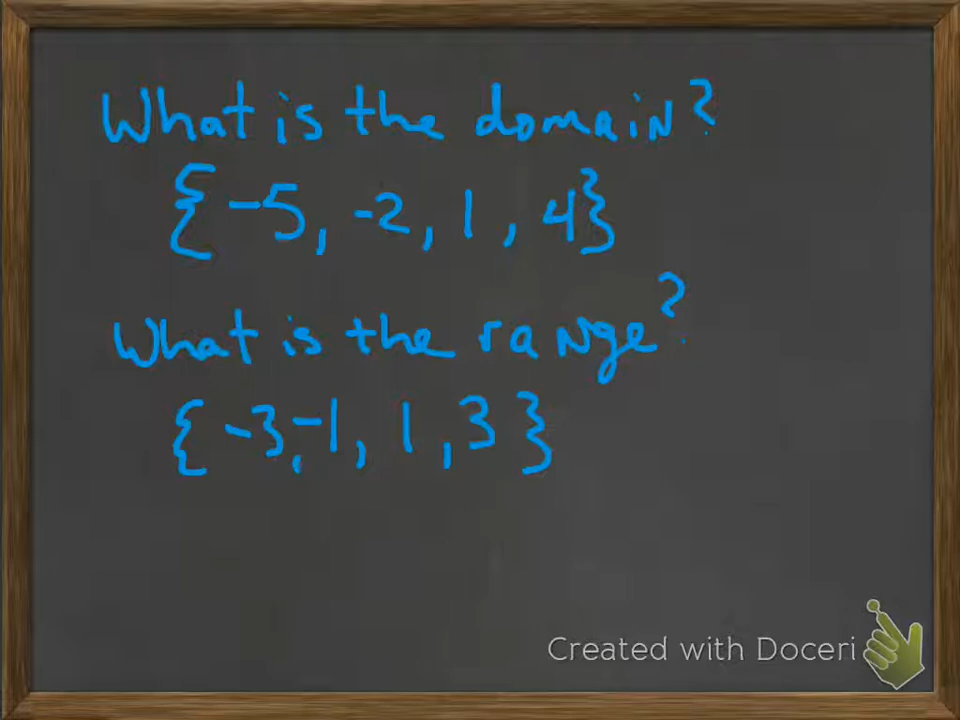 What is the domain?
{-5, -2, 1, 4}
What is the range?
{-3,-1, 1, 3}
Created with Doceri